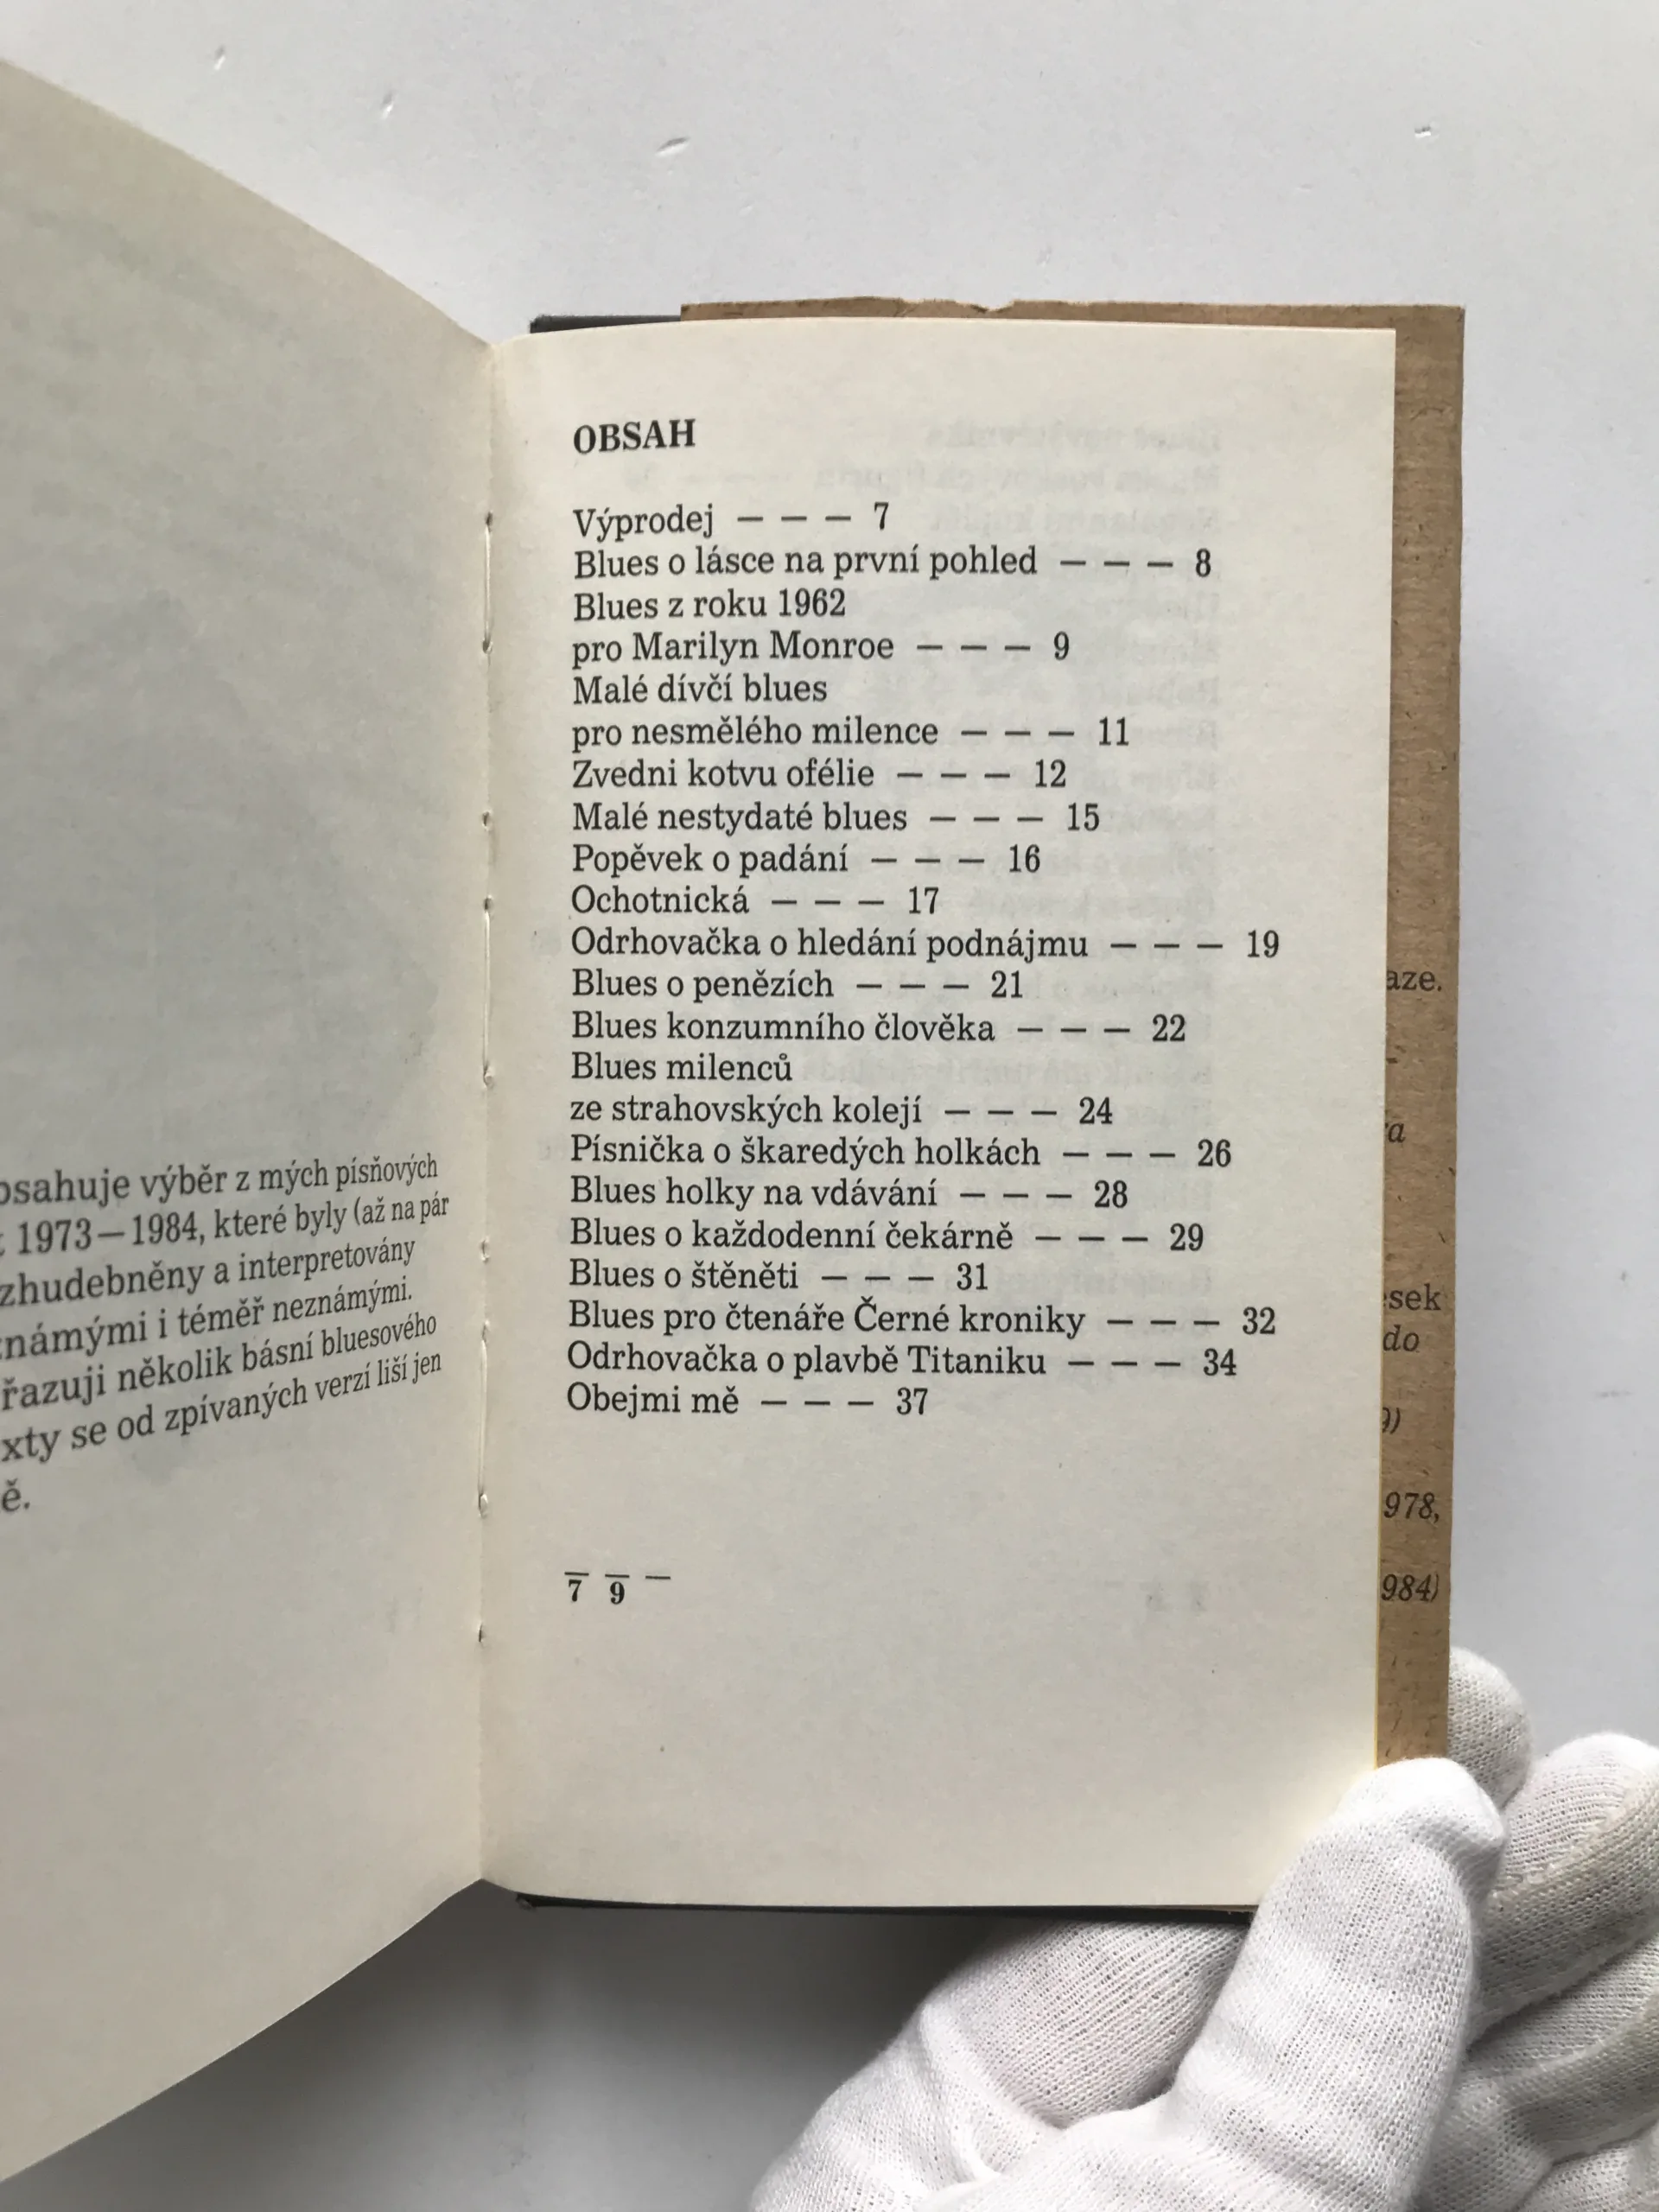 výběr z mých písňových
1973—1984, které byly (až na pár
zhudebněny a interpretovány
i téměř neznámými.
několik básní bluesového
se od zpívaných verzí liší jen
OBSAH
Výprodej — — — 7
Blues o lásce na první pohled — — — 8
Blues z roku 1962
pro Marilyn Monroe — — — 9
Malé dívčí blues
pro nesmělého milence — — — 11
Zvedni kotvu ofélie — — — 12
Malé nestydaté blues — — — 15
Popěvek o padání — — — 16
Ochotnická — — — 17
Odrhovačka o hledání podnájmu — — — 19
Blues o penězích — — — 21
Blues konzumního člověka — — — 22
Blues milenců
ze strahovských kolejí — — — 24
Písnička o škaredých holkách — — — 26
Blues holky na vdávání — — — 28
Blues o každodenní čekárně — — — 29
Blues o štěněti — — — 31
Blues pro čtenáře Černé kroniky — — — 32
Odrhovačka o plavbě Titaniku — — — 34
Obejmi mě — — — 37
7 9 —
do